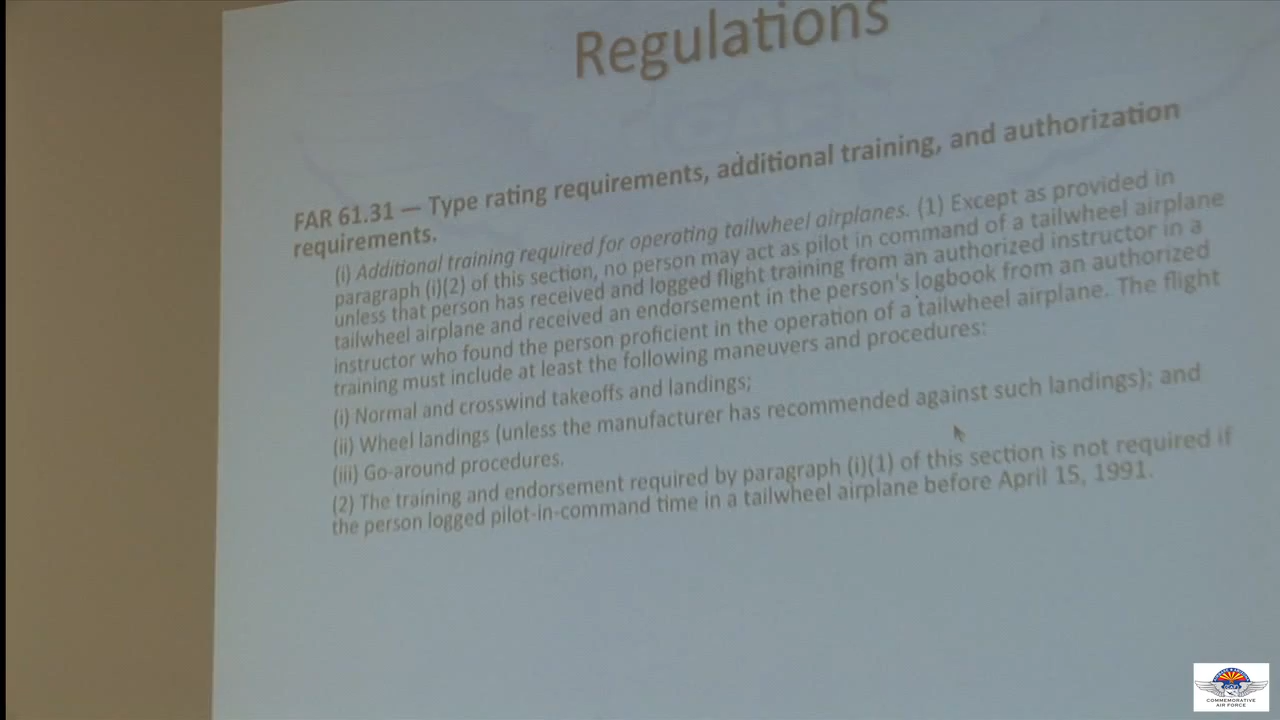 Regulations
FAR 61.31 — Type rating requirements, additional training, and authorization
requirements.
(i) Additional training required for operating tailwheel airplanes. (1) Except as provided in
paragraph (i)(2) of this section, no person may act as pilot in command of a tailwheel airplane
unless that person has received and logged flight training from an authorized instructor in a
tailwheel airplane and received an endorsement in the person's logbook from an authorized
instructor who found the person proficient in the operation of a tailwheel airplane. The flight
training must include at least the following maneuvers and procedures:
(i) Normal and crosswind takeoffs and landings;
(ii) Wheel landings (unless the manufacturer has recommended against such landings); and
(iii) Go-around procedures.
(2) The training and endorsement required by paragraph (i)(1) of this section is not required if
the person logged pilot-in-command time in a tailwheel airplane before April 15, 1991.
COMMEMORATIVE
AIR FORCE